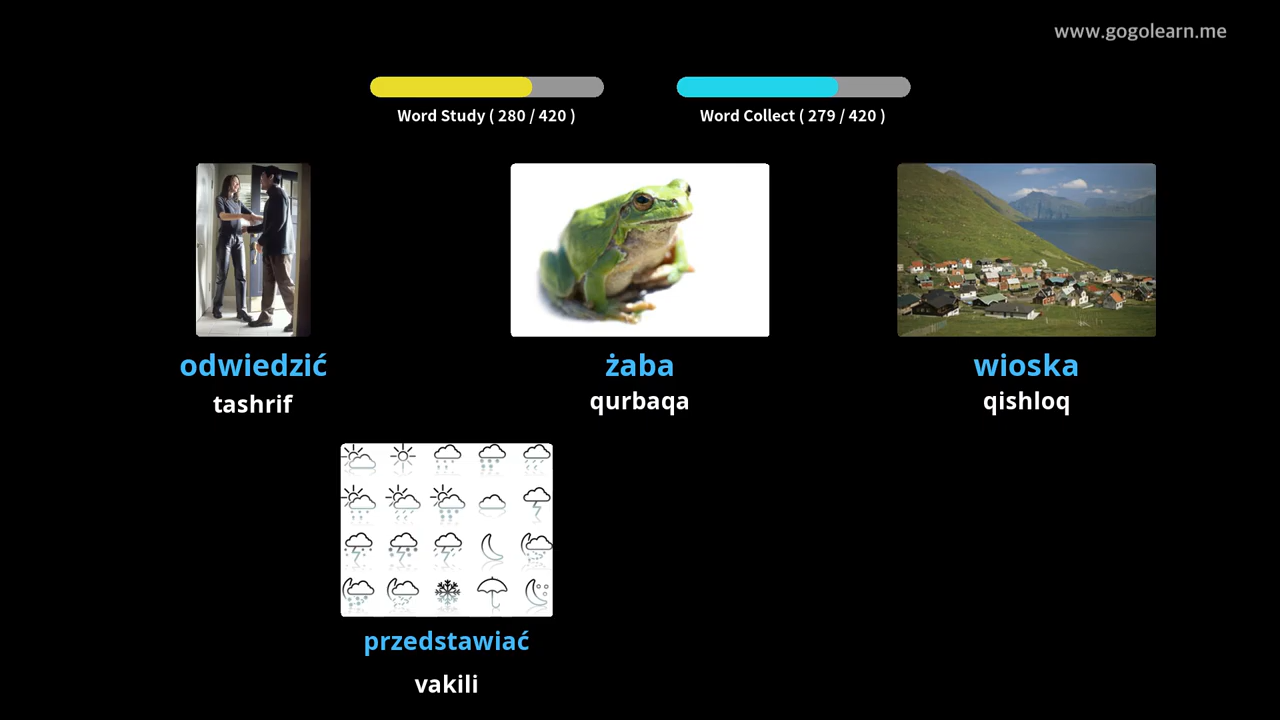 www.gogolearn.me
Word Study ( 280 / 420 )
Word Collect ( 279 / 420 )
odwiedzić
żaba
wioska
tashrif
qurbaqa
qishloq
przedstawiać
vakili